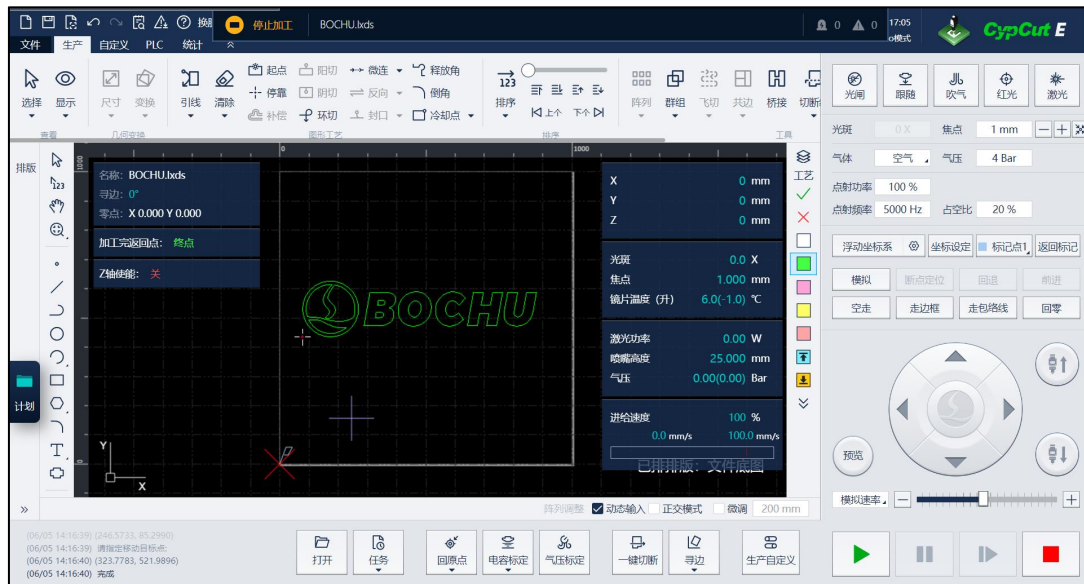 停止加工 BOCHU.lxds 0 0 17:05 CypCut E
文件 生产 自定义 PLC 统计
选择 显示 尺寸 变换 引线 清除 起点 阳切 微连 释放角 排序 阵列 群组 飞切 共边 桥接 切断
停靠 阴切 反向 倒角
补偿 环切 封口 冷却点 上个 下个
查看 几何变换 图形工艺 排序 工具
光闸 跟随 吹气 红光 激光
光斑 0 X 焦点 1 mm
气体 空气 气压 4 Bar
点射功率 100 %
点射频率 5000 Hz 占空比 20 %
浮动坐标系 坐标设定 标记点1 返回标记
模拟 断点定位 回退 前进
空走 走边框 走包络线 回零
预览
模拟速率
排版
计划
工艺
0 1000
1000
名称: BOCHU.lxds
寻边: 0°
零点: X 0.000 Y 0.000
加工完返回点: 终点
Z轴使能: 关
BOCHU
X 0 mm
Y 0 mm
Z 0 mm
光斑 0.0 X
焦点 1.000 mm
镜片温度 (升) 6.0(-1.0) ℃
激光功率 0.00 W
喷嘴高度 25.000 mm
气压 0.00(0.00) Bar
进给速度 100 %
0.0 mm/s 100.0 mm/s
已排排版: 文件底图
Y
X
阵列调整 动态输入 正交模式 微调 200 mm
(06/05 14:16:39) (246.5733, 85.2990)
(06/05 14:16:39) 请指定移动目标点:
(06/05 14:16:40) (323.7783, 521.9896)
(06/05 14:16:40) 完成
打开 任务 回原点 电容标定 气压标定 一键切断 寻边 生产自定义